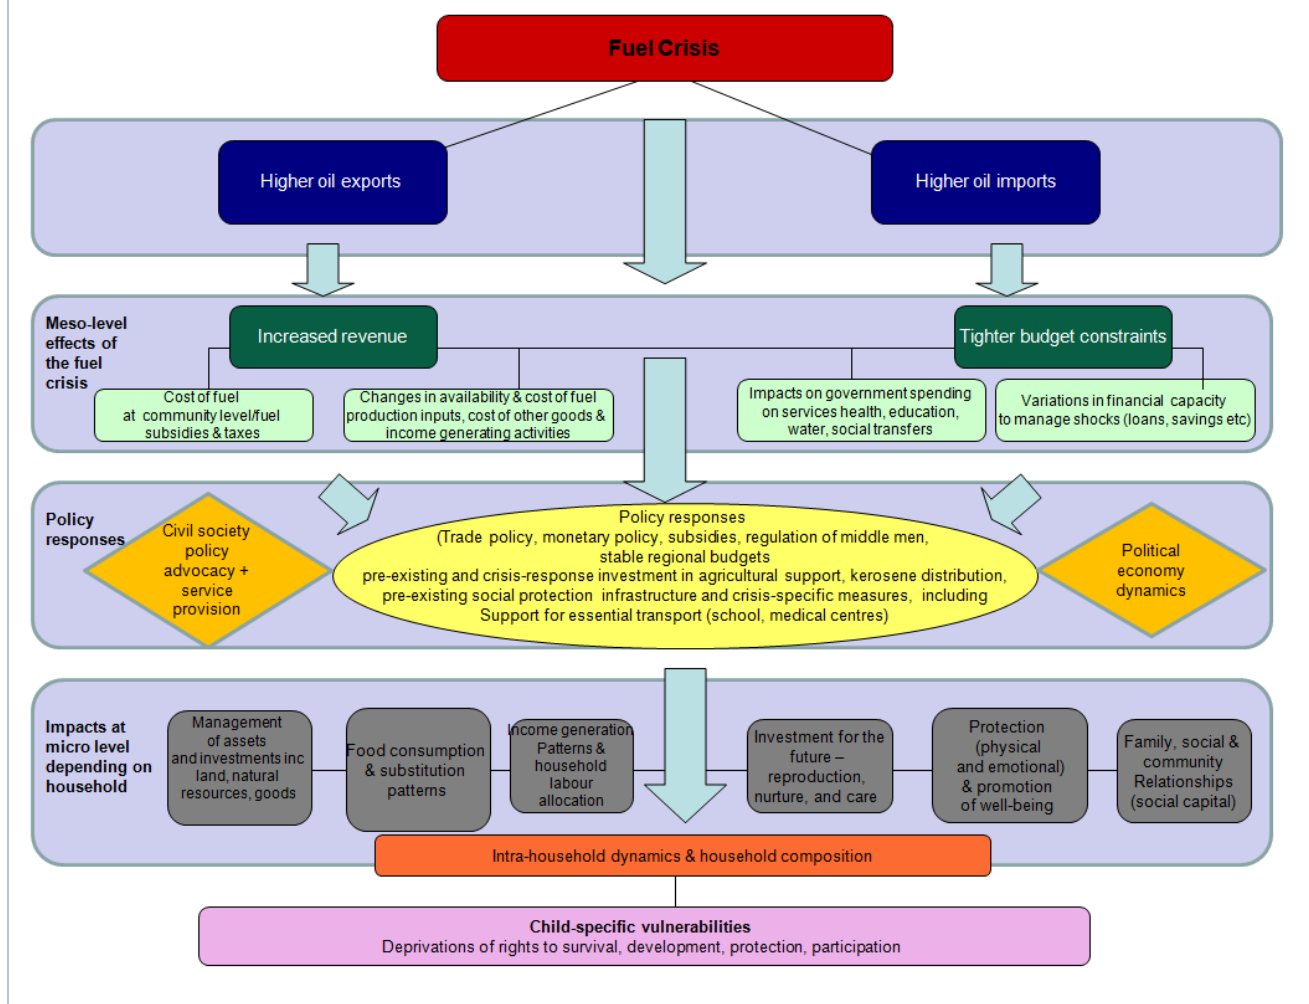 Fuel Crisis
Higher oil exports
Higher oil imports
Meso-level
effects of
the fuel
crisis
Increased revenue
Tighter budget constraints
Cost of fuel
at community level/fuel
subsidies & taxes
Changes in availability & cost of fuel
production inputs, cost of other goods &
income generating activities
Impacts on government spending
on services health, education,
water, social transfers
Variations in financial capacity
to manage shocks (loans, savings etc)
Policy
responses
Civil society
policy
advocacy +
service
provision
Policy responses
(Trade policy, monetary policy, subsidies, regulation of middle men,
stable regional budgets
pre-existing and crisis-response investment in agricultural support, kerosene distribution,
pre-existing social protection infrastructure and crisis-specific measures, including
Support for essential transport (school, medical centres)
Political
economy
dynamics
Impacts at
micro level
depending on
household
Management
of assets
and investments inc
land, natural
resources, goods
Food consumption
& substitution
patterns
Income generation
Patterns &
household
labour
allocation
Investment for the
future –
reproduction,
nurture, and care
Protection
(physical
and emotional)
& promotion
of well-being
Family, social &
community
Relationships
(social capital)
Intra-household dynamics & household composition
Child-specific vulnerabilities
Deprivations of rights to survival, development, protection, participation